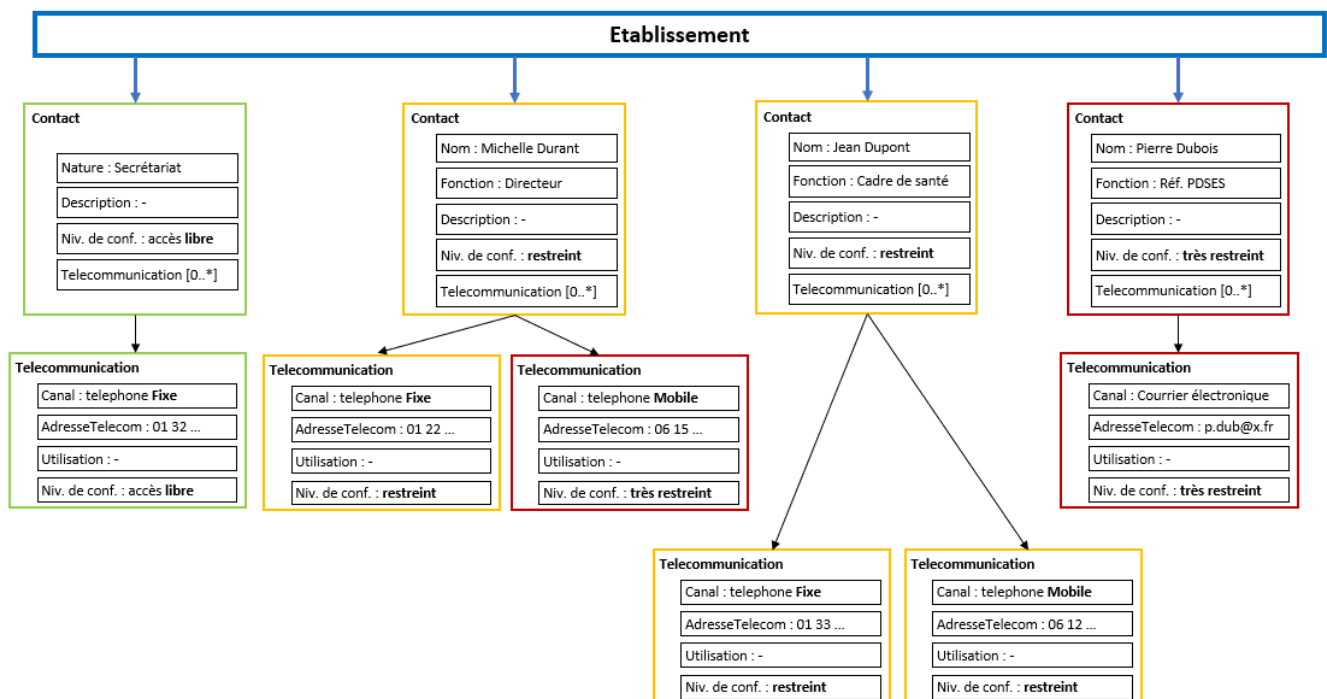 Etablissement
Contact
Nature : Secrétariat
Description : -
Niv. de conf. : accès libre
Telecommunication [0..*]
Contact
Nom : Michelle Durant
Fonction : Directeur
Description : -
Niv. de conf. : restreint
Telecommunication [0..*]
Contact
Nom : Jean Dupont
Fonction : Cadre de santé
Description : -
Niv. de conf. : restreint
Telecommunication [0..*]
Contact
Nom : Pierre Dubois
Fonction : Réf. PDSES
Description : -
Niv. de conf. : très restreint
Telecommunication [0..*]
Telecommunication
Canal : telephone Fixe
AdresseTelecom : 01 32 ...
Utilisation : -
Niv. de conf. : accès libre
Telecommunication
Canal : telephone Fixe
AdresseTelecom : 01 22 ...
Utilisation : -
Niv. de conf. : restreint
Telecommunication
Canal : telephone Mobile
AdresseTelecom : 06 15 ...
Utilisation : -
Niv. de conf. : très restreint
Telecommunication
Canal : Courrier électronique
AdresseTelecom : p.dub@x.fr
Utilisation : -
Niv. de conf. : très restreint
Telecommunication
Canal : telephone Fixe
AdresseTelecom : 01 33 ...
Utilisation : -
Niv. de conf. : restreint
Telecommunication
Canal : telephone Mobile
AdresseTelecom : 06 12 ...
Utilisation : -
Niv. de conf. : restreint